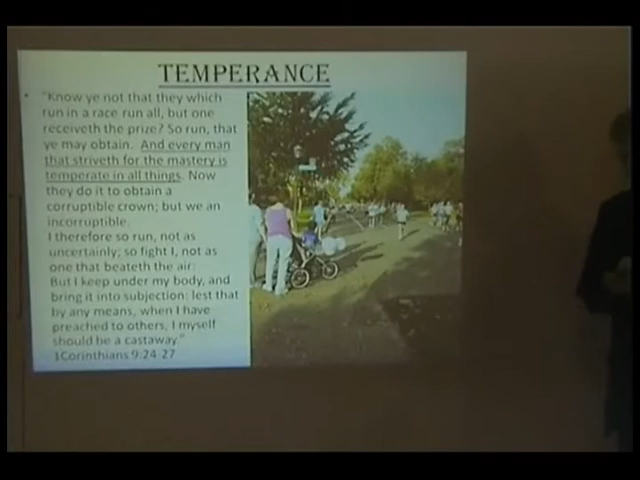 TEMPERANCE
• "Know ye not that they which
run in a race run all, but one
receiveth the prize? So run, that
ye may obtain. And every man
that striveth for the mastery is
temperate in all things. Now
they do it to obtain a
corruptible crown; but we an
incorruptible.
I therefore so run, not as
uncertainly; so fight I, not as
one that beateth the air:
But I keep under my body, and
bring it into subjection: lest that
by any means, when I have
preached to others, I myself
should be a castaway."
1Corinthians 9:24-27